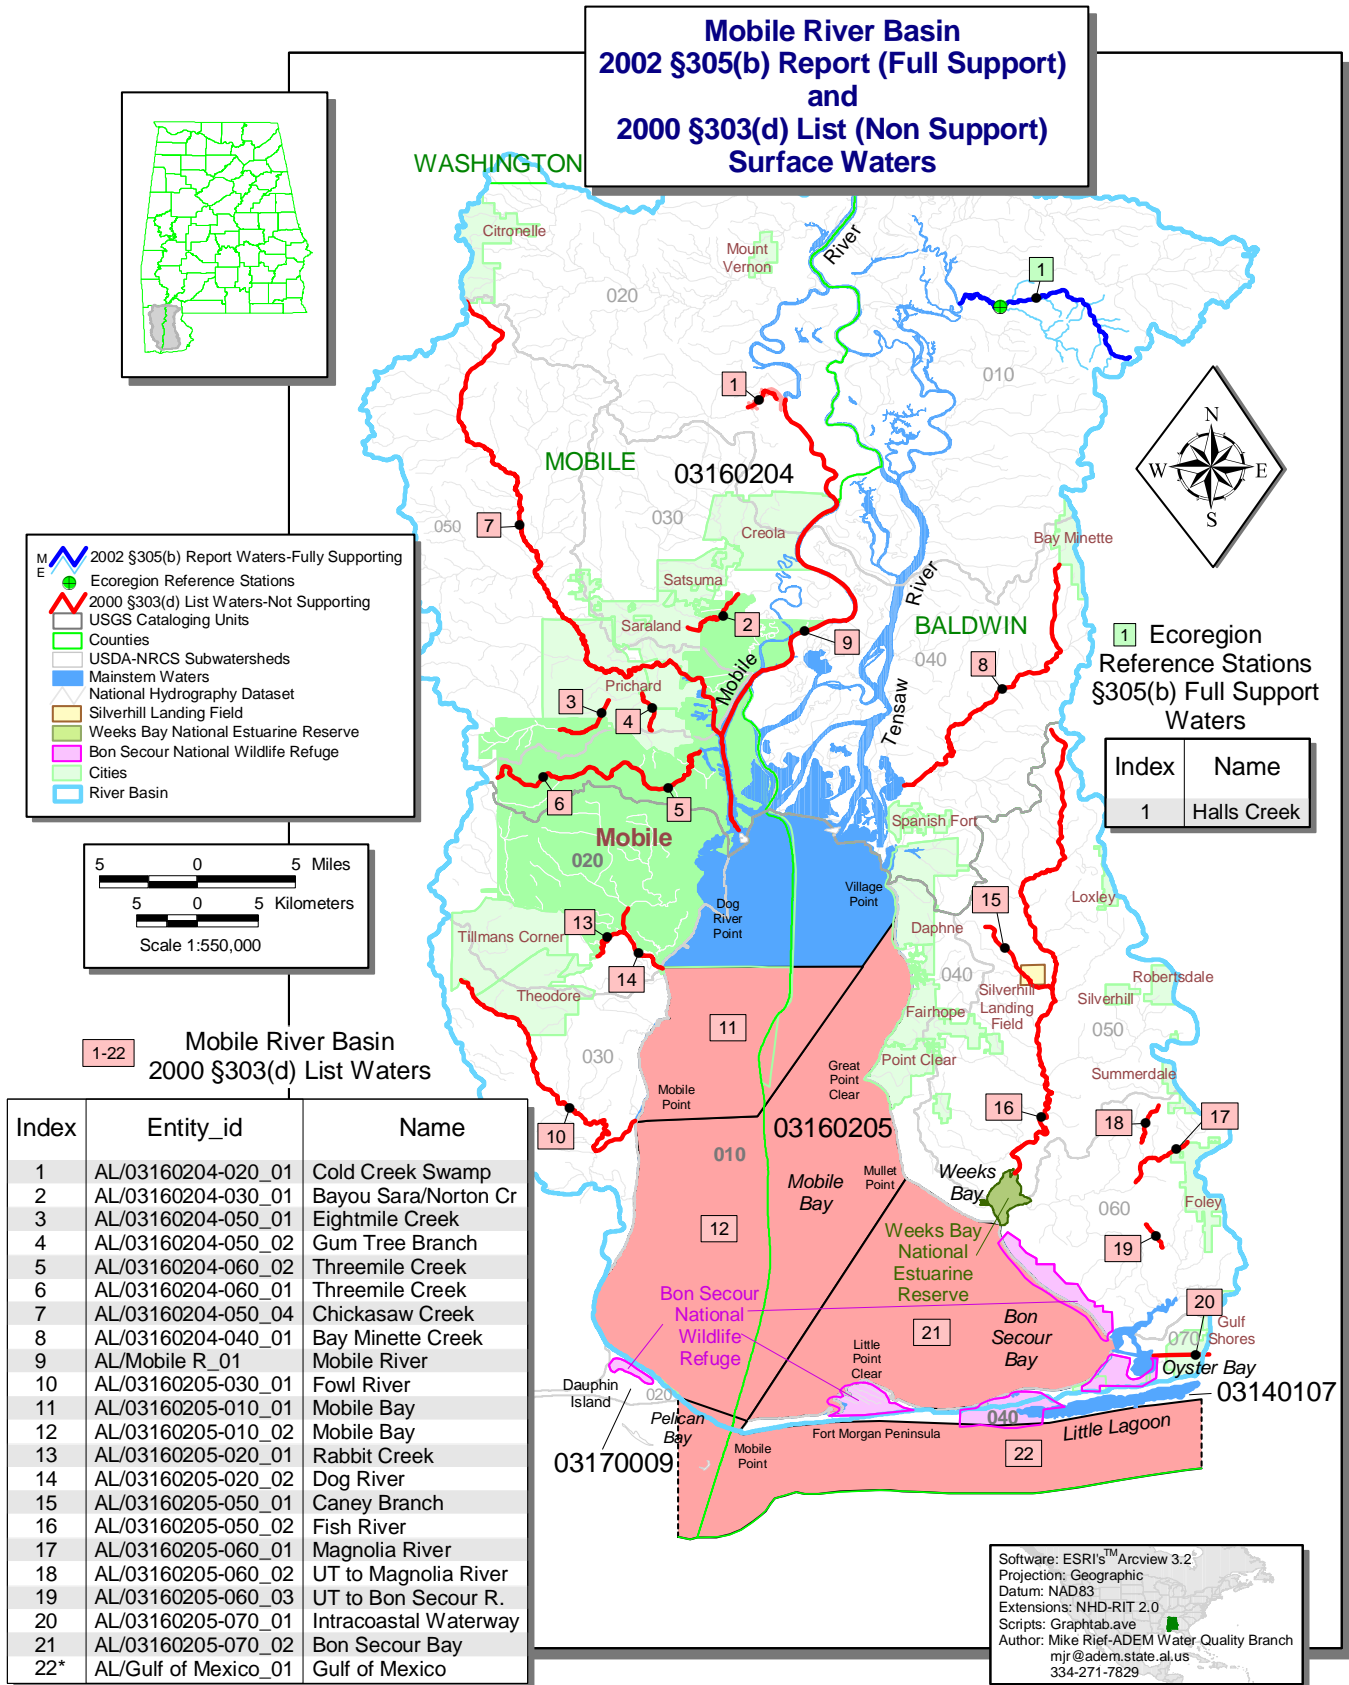 Mobile River Basin
2002 §305(b) Report (Full Support)
and
2000 §303(d) List (Non Support)
Surface Waters
WASHINGTON
Citronelle
Mount
Vernon
River
1
020
010
1
MOBILE
03160204
050
7
030
Creola
N
W E
S
Bay Minette
Satsuma
River
Saraland
2
9
BALDWIN
040
8
Mobile
Tensaw
Prichard
3
4
6
5
Mobile
020
Spanish Fort
Village
Point
Dog
River
Point
15
Loxley
Daphne
13
Tillmans Corner
14
040
Silverhill
Landing
Field
Robertsdale
Silverhill
Theodore
Fairhope
050
11
030
Point Clear
Great
Point
Clear
Summerdale
Mobile
Point
16
18
17
10
03160205
010
Mobile
Bay
Mullet
Point
Weeks
Bay
Foley
060
12
Weeks Bay
National
Estuarine
Reserve
19
Bon Secour
National
Wildlife
Refuge
21
Bon
Secour
Bay
20
Gulf
Shores
070
Little
Point
Clear
Oyster Bay
Dauphin
Island
020
03140107
Pelican
Bay
040
Little Lagoon
Fort Morgan Peninsula
Mobile
Point
22
03170009
M
E
2002 §305(b) Report Waters-Fully Supporting
Ecoregion Reference Stations
2000 §303(d) List Waters-Not Supporting
USGS Cataloging Units
Counties
USDA-NRCS Subwatersheds
Mainstem Waters
National Hydrography Dataset
Silverhill Landing Field
Weeks Bay National Estuarine Reserve
Bon Secour National Wildlife Refuge
Cities
River Basin
5 0 5 Miles
5 0 5 Kilometers
Scale 1:550,000
1 Ecoregion
Reference Stations
§305(b) Full Support
Waters
Index Name
1 Halls Creek
1-22 Mobile River Basin
2000 §303(d) List Waters
Index Entity_id Name
1 AL/03160204-020_01 Cold Creek Swamp
2 AL/03160204-030_01 Bayou Sara/Norton Cr
3 AL/03160204-050_01 Eightmile Creek
4 AL/03160204-050_02 Gum Tree Branch
5 AL/03160204-060_02 Threemile Creek
6 AL/03160204-060_01 Threemile Creek
7 AL/03160204-050_04 Chickasaw Creek
8 AL/03160204-040_01 Bay Minette Creek
9 AL/Mobile R_01 Mobile River
10 AL/03160205-030_01 Fowl River
11 AL/03160205-010_01 Mobile Bay
12 AL/03160205-010_02 Mobile Bay
13 AL/03160205-020_01 Rabbit Creek
14 AL/03160205-020_02 Dog River
15 AL/03160205-050_01 Caney Branch
16 AL/03160205-050_02 Fish River
17 AL/03160205-060_01 Magnolia River
18 AL/03160205-060_02 UT to Magnolia River
19 AL/03160205-060_03 UT to Bon Secour R.
20 AL/03160205-070_01 Intracoastal Waterway
21 AL/03160205-070_02 Bon Secour Bay
22* AL/Gulf of Mexico_01 Gulf of Mexico
Software: ESRI's™Arcview 3.2
Projection: Geographic
Datum: NAD83
Extensions: NHD-RIT 2.0
Scripts: Graphtab.ave
Author: Mike Rief-ADEM Water Quality Branch
mjr@adem.state.al.us
334-271-7829